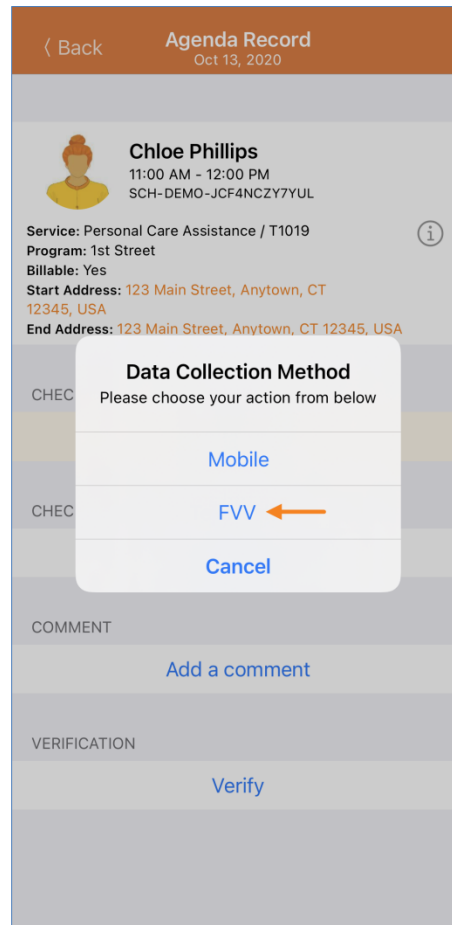 Back
Agenda Record
Oct 13, 2020
Chloe Phillips
11:00 AM - 12:00 PM
SCH-DEMO-JCF4NCZY7YUL
Service: Personal Care Assistance / T1019
Program: 1st Street
Billable: Yes
Start Address: 123 Main Street, Anytown, CT
12345, USA
End Address: 123 Main Street, Anytown, CT 12345, USA
Data Collection Method
CHEC
Please choose your action from below
Mobile
CHEC
FVV
Cancel
COMMENT
Add a comment
VERIFICATION
Verify